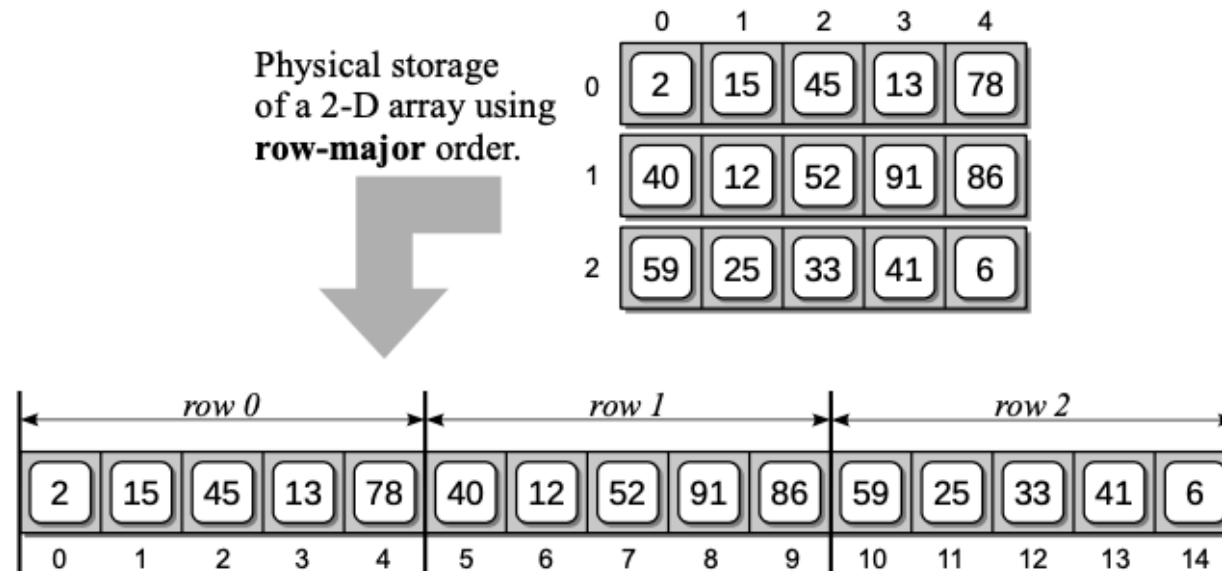 0 1 2 3 4
Physical storage
of a 2-D array using
row-major order.
0 2 15 45 13 78
1 40 12 52 91 86
2 59 25 33 41 6
row 0 row 1 row 2
2 15 45 13 78 40 12 52 91 86 59 25 33 41 6
0 1 2 3 4 5 6 7 8 9 10 11 12 13 14